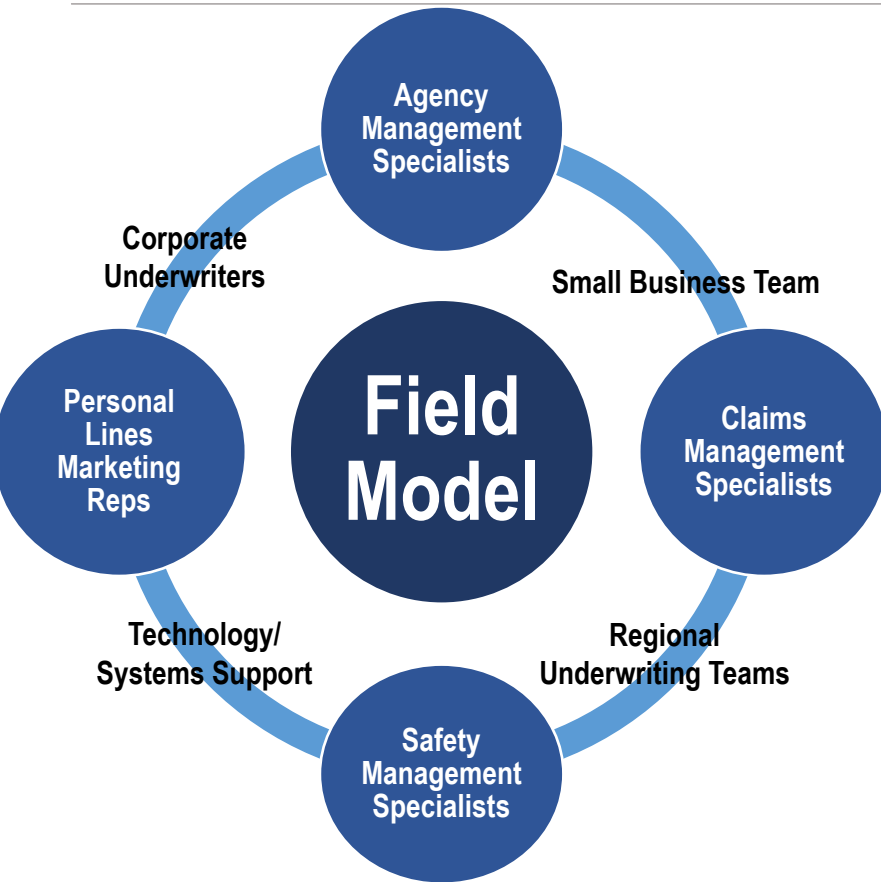 Agency
Management
Specialists
Corporate
Underwriters
Small Business Team
Field
Model
Personal
Lines
Marketing
Reps
Claims
Management
Specialists
Technology/
Systems Support
Regional
Underwriting Teams
Safety
Management
Specialists